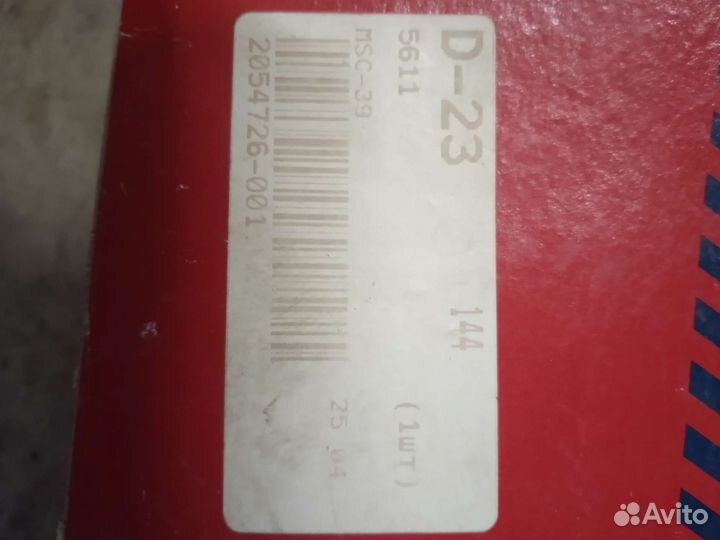 D-23 144
5611 (1шт)
MSC-39 25.04
2054726-001
Avito